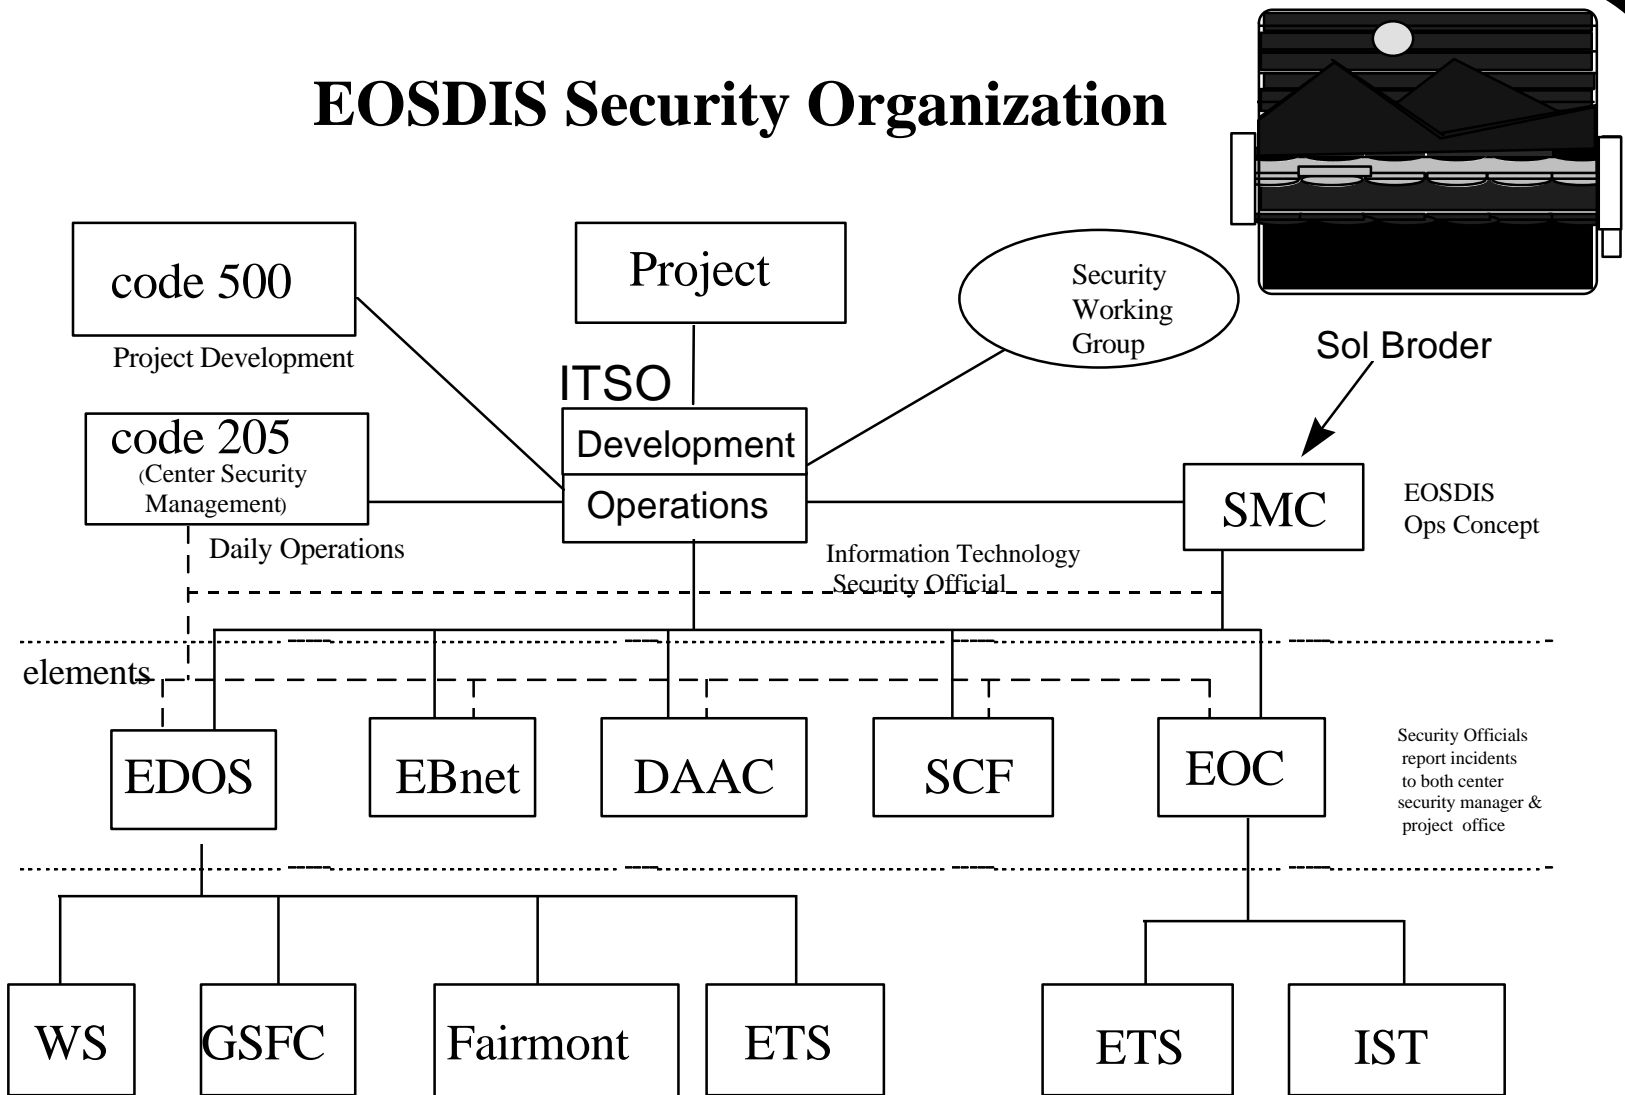 EOSDIS Security Organization
code 500
Project Development
Project
Security
Working
Group
Sol Broder
ITSO
Development
Operations
code 205
(Center Security
Management)
Daily Operations
SMC
EOSDIS
Ops Concept
Information Technology
Security Official
elements
EDOS
EBnet
DAAC
SCF
EOC
Security Officials
report incidents
to both center
security manager &
project office
WS
GSFC
Fairmont
ETS
ETS
IST